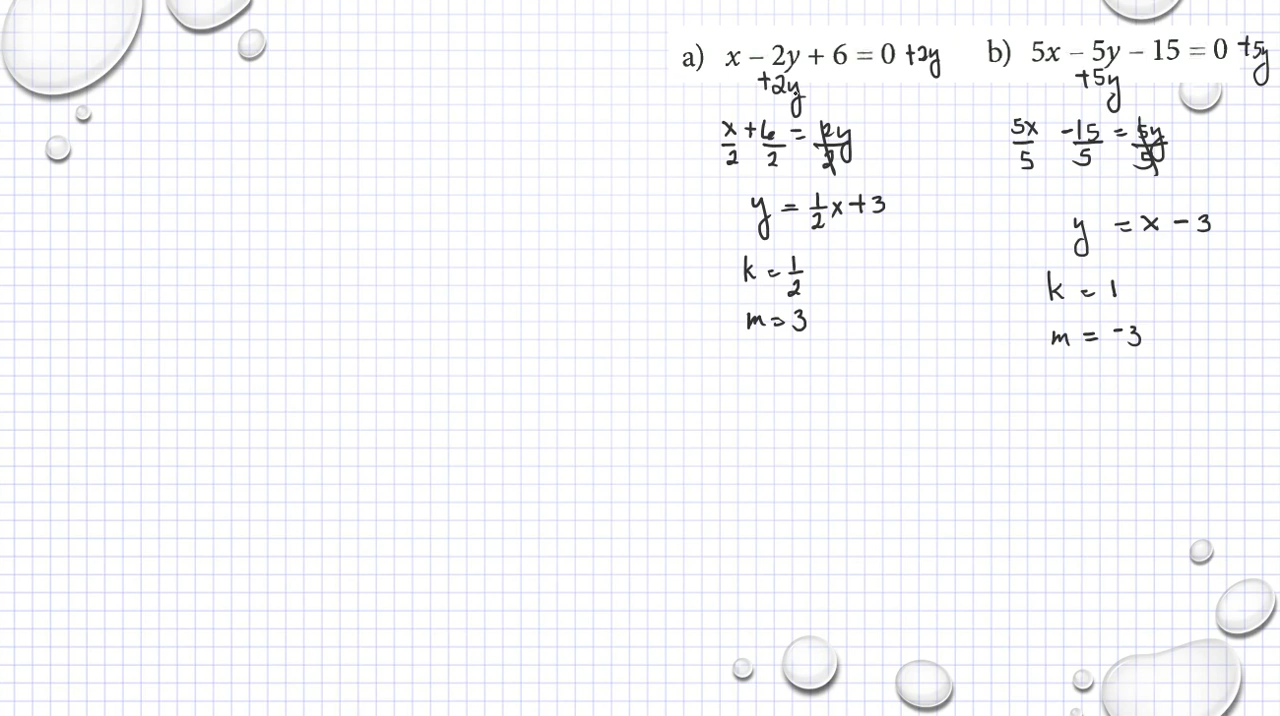 a) x − 2y + 6 = 0 +2y
+2y
x/2 + 6/2 = 2y/2
y = 1/2 x + 3
k = 1/2
m = 3
b) 5x − 5y − 15 = 0 +5y
+5y
5x/5 -15/5 = 5y/5
y = x − 3
k = 1
m = -3